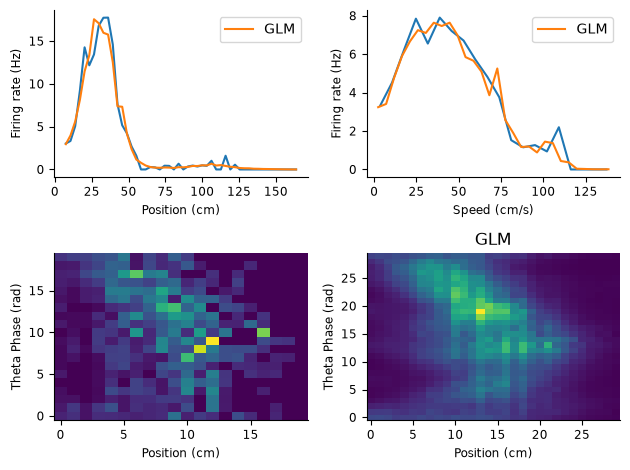 Firing rate (Hz)
15
10
5
0
GLM
0 25 50 75 100 125 150
Position (cm)
Firing rate (Hz)
8
6
4
2
0
GLM
0 25 50 75 100 125
Speed (cm/s)
Theta Phase (rad)
15
10
5
0
0 5 10 15
Position (cm)
GLM
Theta Phase (rad)
25
20
15
10
5
0
0 5 10 15 20 25
Position (cm)